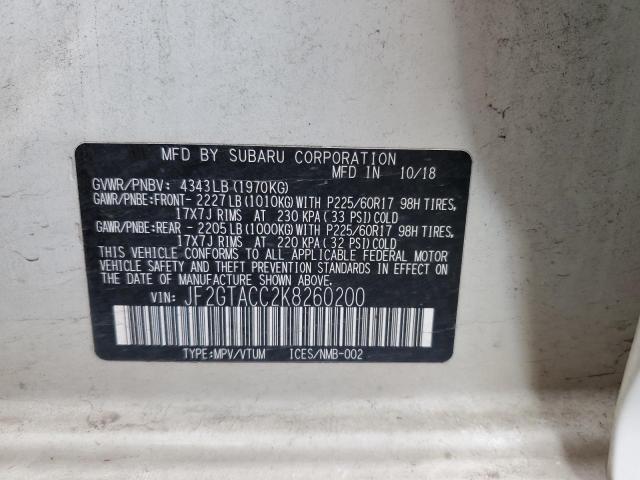 MFD BY SUBARU CORPORATION
MFD IN 10/18
GVWR/PNBV: 4343LB(1970KG)
GAWR/PNBE:FRONT- 2227LB(1010KG)WITH P225/60R17 98H TIRES,
17X7J RIMS AT 230 KPA(33 PSI)COLD
GAWR/PNBE:REAR - 2205LB(1000KG)WITH P225/60R17 98H TIRES,
17X7J RIMS AT 220 KPA(32 PSI)COLD
THIS VEHICLE CONFORMS TO ALL APPLICABLE FEDERAL MOTOR
VEHICLE SAFETY AND THEFT PREVENTION STANDARDS IN EFFECT ON
THE DATE OF MANUFACTURE SHOWN ABOVE.
VIN: JF2GTACC2K8260200
TYPE:MPV/VTUM ICES/NMB-002